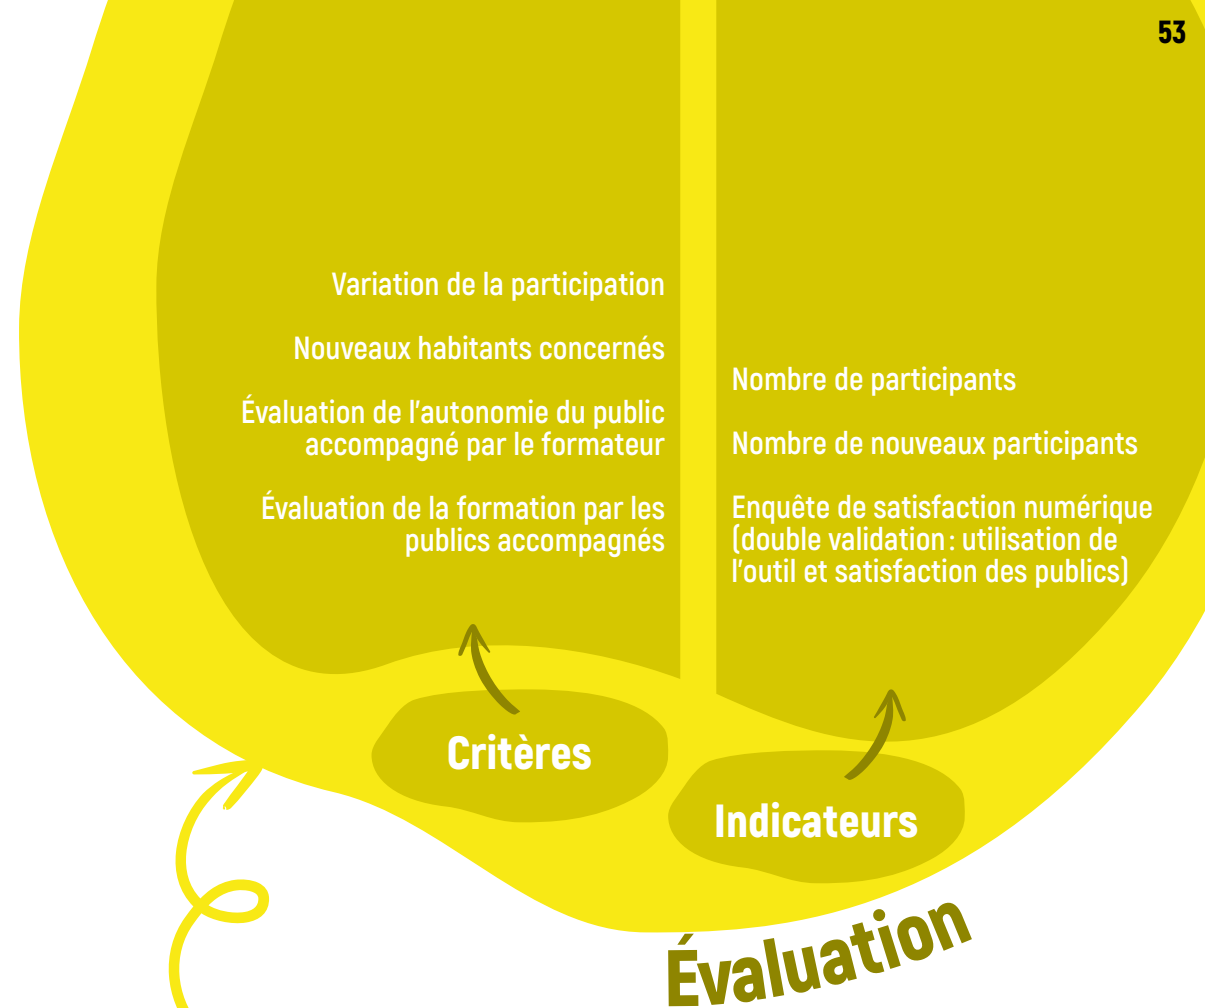 53
Variation de la participation
Nouveaux habitants concernés
Évaluation de l'autonomie du public
accompagné par le formateur
Évaluation de la formation par les
publics accompagnés
Nombre de participants
Nombre de nouveaux participants
Enquête de satisfaction numérique
(double validation : utilisation de
l'outil et satisfaction des publics)
Critères
Indicateurs
Évaluation